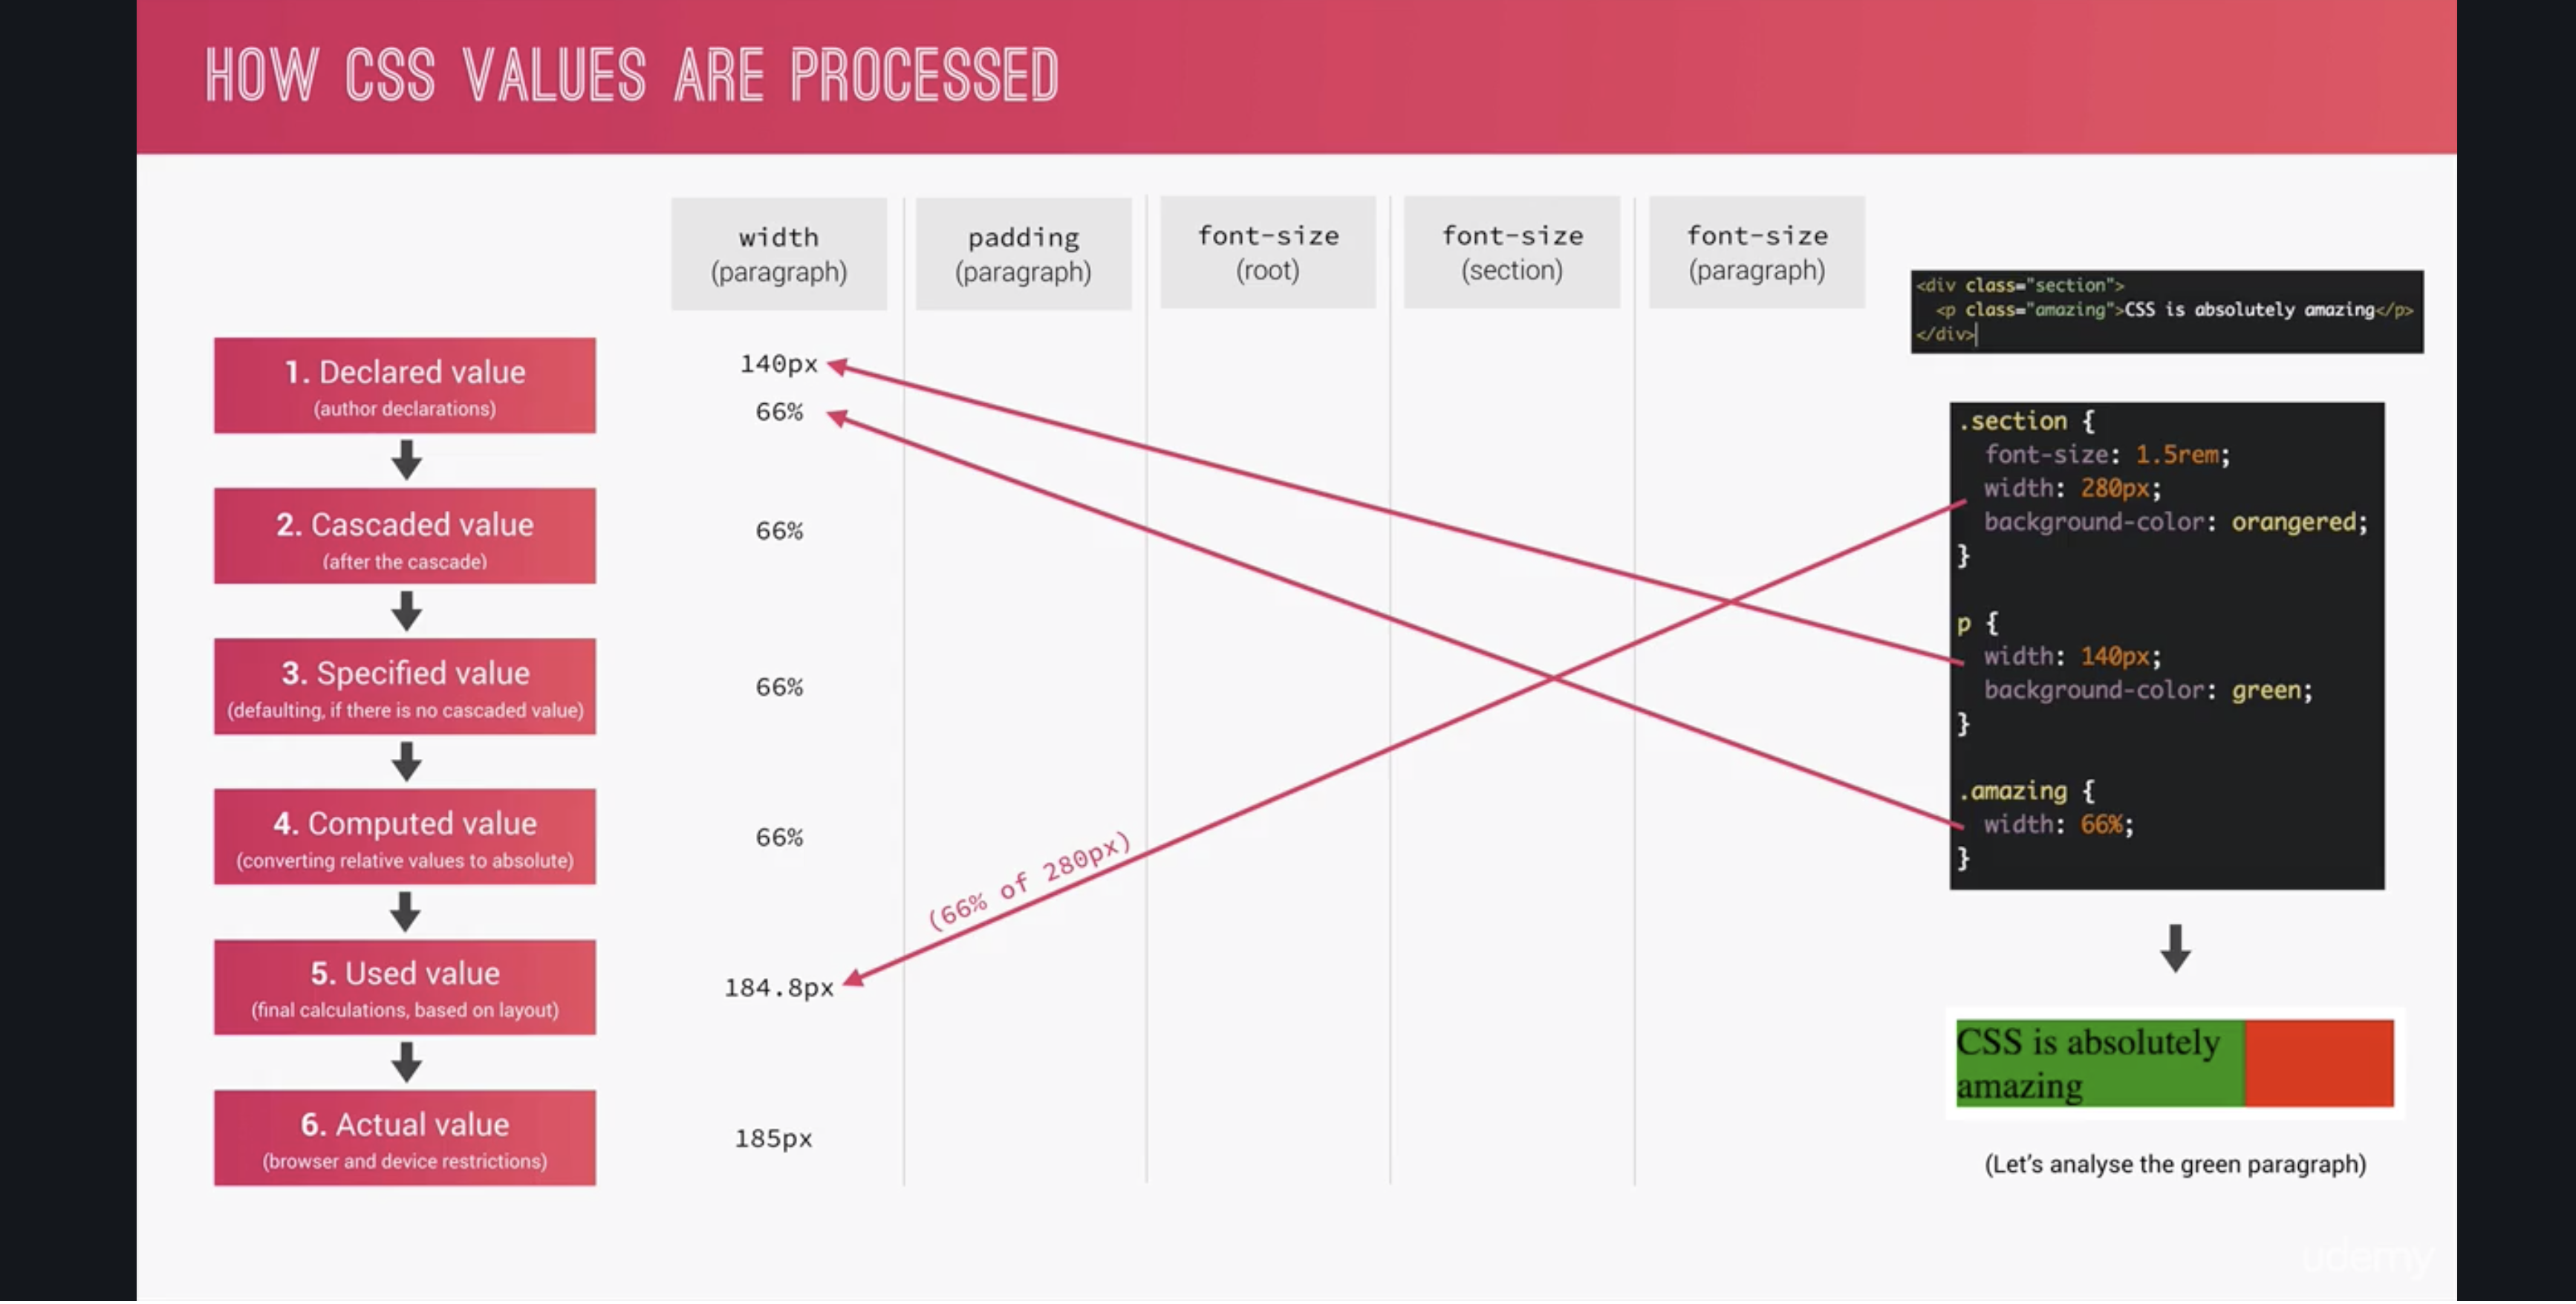 HOW CSS VALUES ARE PROCESSED
width
(paragraph)
padding
(paragraph)
font-size
(root)
font-size
(section)
font-size
(paragraph)
1. Declared value
(author declarations)
2. Cascaded value
(after the cascade)
3. Specified value
(defaulting, if there is no cascaded value)
4. Computed value
(converting relative values to absolute)
5. Used value
(final calculations, based on layout)
6. Actual value
(browser and device restrictions)
140px
66%
66%
66%
66%
(66% of 280px)
184.8px
185px
<div class="section">
<p class="amazing">CSS is absolutely amazing</p>
</div>
.section {
font-size: 1.5rem;
width: 280px;
background-color: orangered;
}
p {
width: 140px;
background-color: green;
}
.amazing {
width: 66%;
}
CSS is absolutely
amazing
(Let's analyse the green paragraph)
udemy